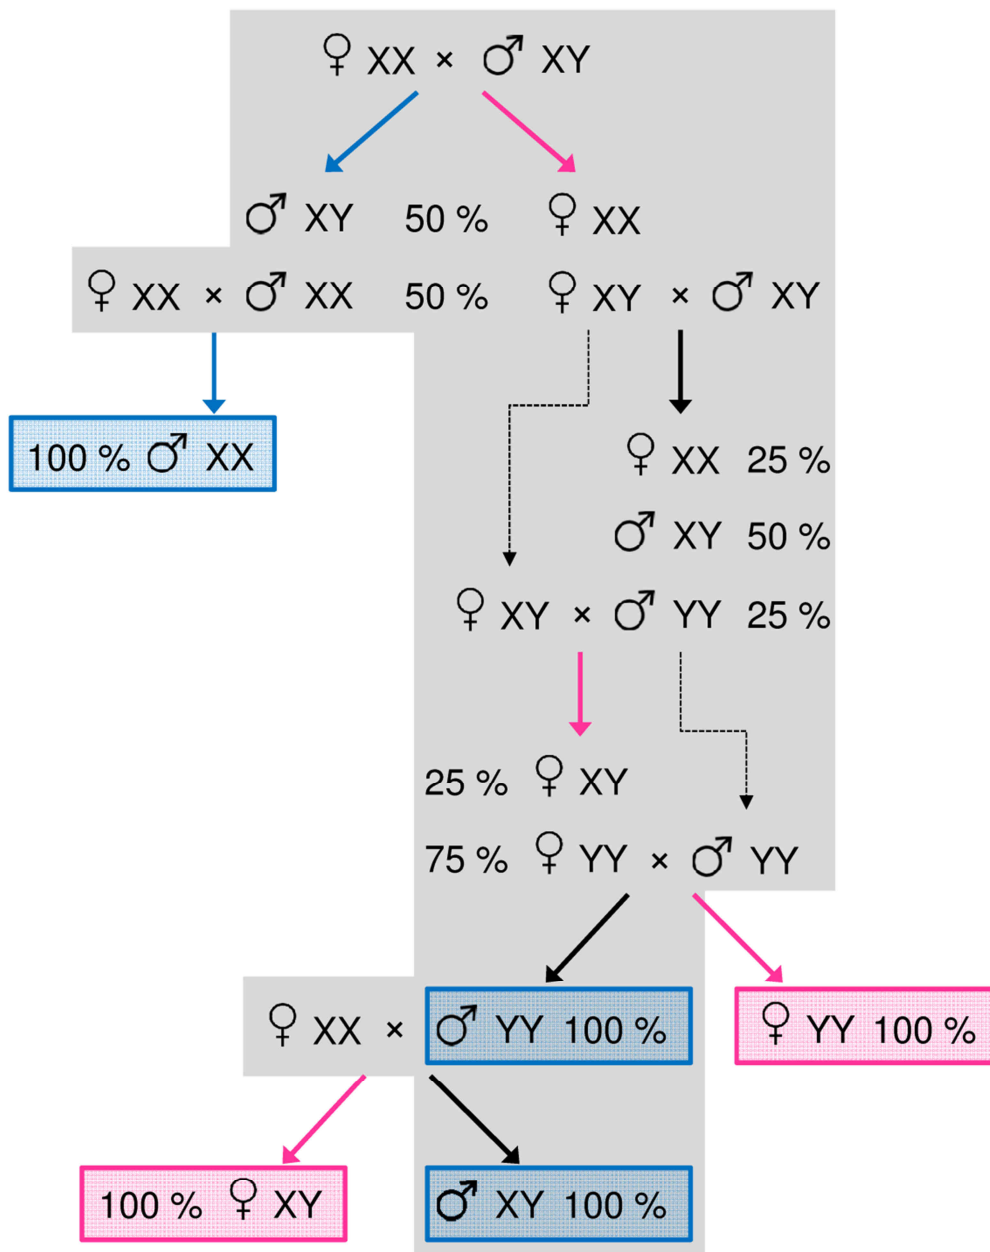 ♀ XX × ♂ XY
♂ XY 50 % ♀ XX
♀ XX × ♂ XX 50 % ♀ XY × ♂ XY
100 % ♂ XX
♀ XX 25 %
♂ XY 50 %
♀ XY × ♂ YY 25 %
25 % ♀ XY
75 % ♀ YY × ♂ YY
♀ XX × ♂ YY 100 % ♀ YY 100 %
100 % ♀ XY ♂ XY 100 %